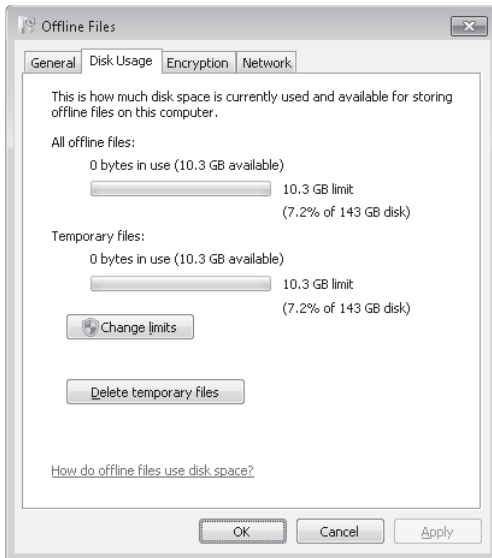 Offline Files
General Disk Usage Encryption Network
This is how much disk space is currently used and available for storing
offline files on this computer.
All offline files:
0 bytes in use (10.3 GB available)
10.3 GB limit
(7.2% of 143 GB disk)
Temporary files:
0 bytes in use (10.3 GB available)
10.3 GB limit
(7.2% of 143 GB disk)
Change limits
Delete temporary files
How do offline files use disk space?
OK Cancel Apply